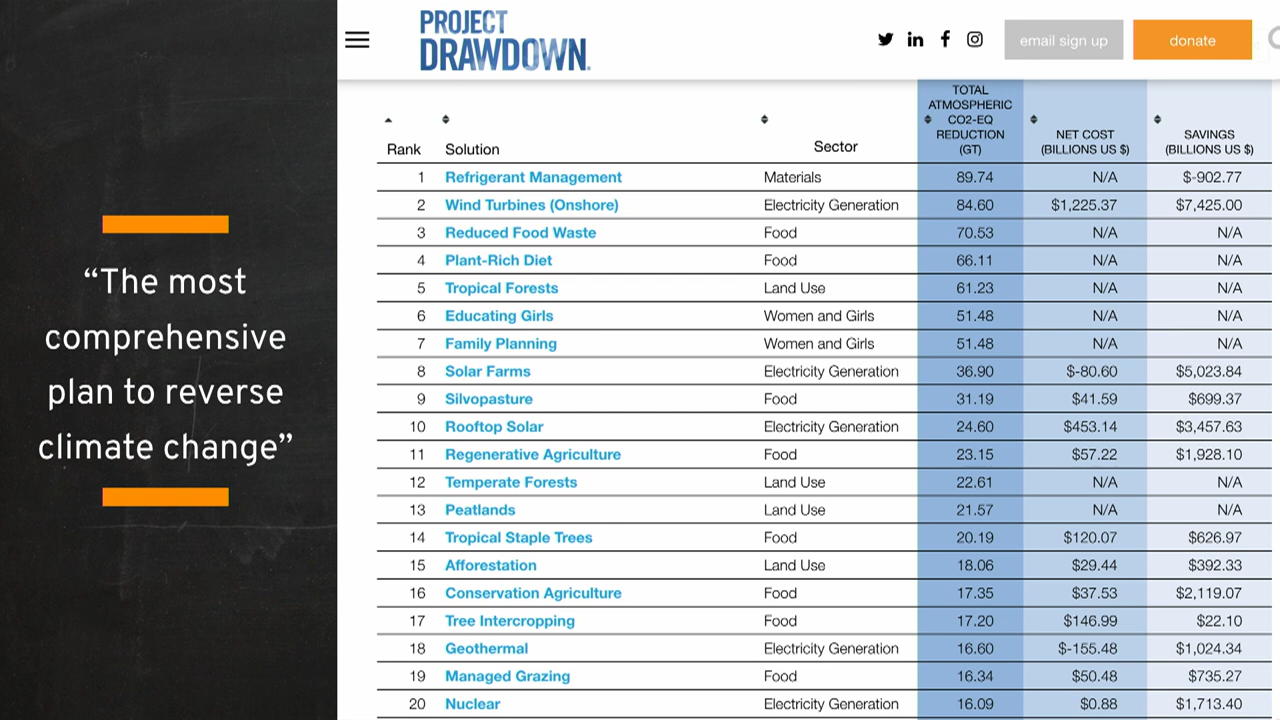 “The most
comprehensive
plan to reverse
climate change”
PROJECT
DRAWDOWN.
email sign up
donate
Rank Solution Sector TOTAL ATMOSPHERIC CO2-EQ REDUCTION (GT) NET COST (BILLIONS US $) SAVINGS (BILLIONS US $)
1 Refrigerant Management Materials 89.74 N/A $-902.77
2 Wind Turbines (Onshore) Electricity Generation 84.60 $1,225.37 $7,425.00
3 Reduced Food Waste Food 70.53 N/A N/A
4 Plant-Rich Diet Food 66.11 N/A N/A
5 Tropical Forests Land Use 61.23 N/A N/A
6 Educating Girls Women and Girls 51.48 N/A N/A
7 Family Planning Women and Girls 51.48 N/A N/A
8 Solar Farms Electricity Generation 36.90 $-80.60 $5,023.84
9 Silvopasture Food 31.19 $41.59 $699.37
10 Rooftop Solar Electricity Generation 24.60 $453.14 $3,457.63
11 Regenerative Agriculture Food 23.15 $57.22 $1,928.10
12 Temperate Forests Land Use 22.61 N/A N/A
13 Peatlands Land Use 21.57 N/A N/A
14 Tropical Staple Trees Food 20.19 $120.07 $626.97
15 Afforestation Land Use 18.06 $29.44 $392.33
16 Conservation Agriculture Food 17.35 $37.53 $2,119.07
17 Tree Intercropping Food 17.20 $146.99 $22.10
18 Geothermal Electricity Generation 16.60 $-155.48 $1,024.34
19 Managed Grazing Food 16.34 $50.48 $735.27
20 Nuclear Electricity Generation 16.09 $0.88 $1,713.40